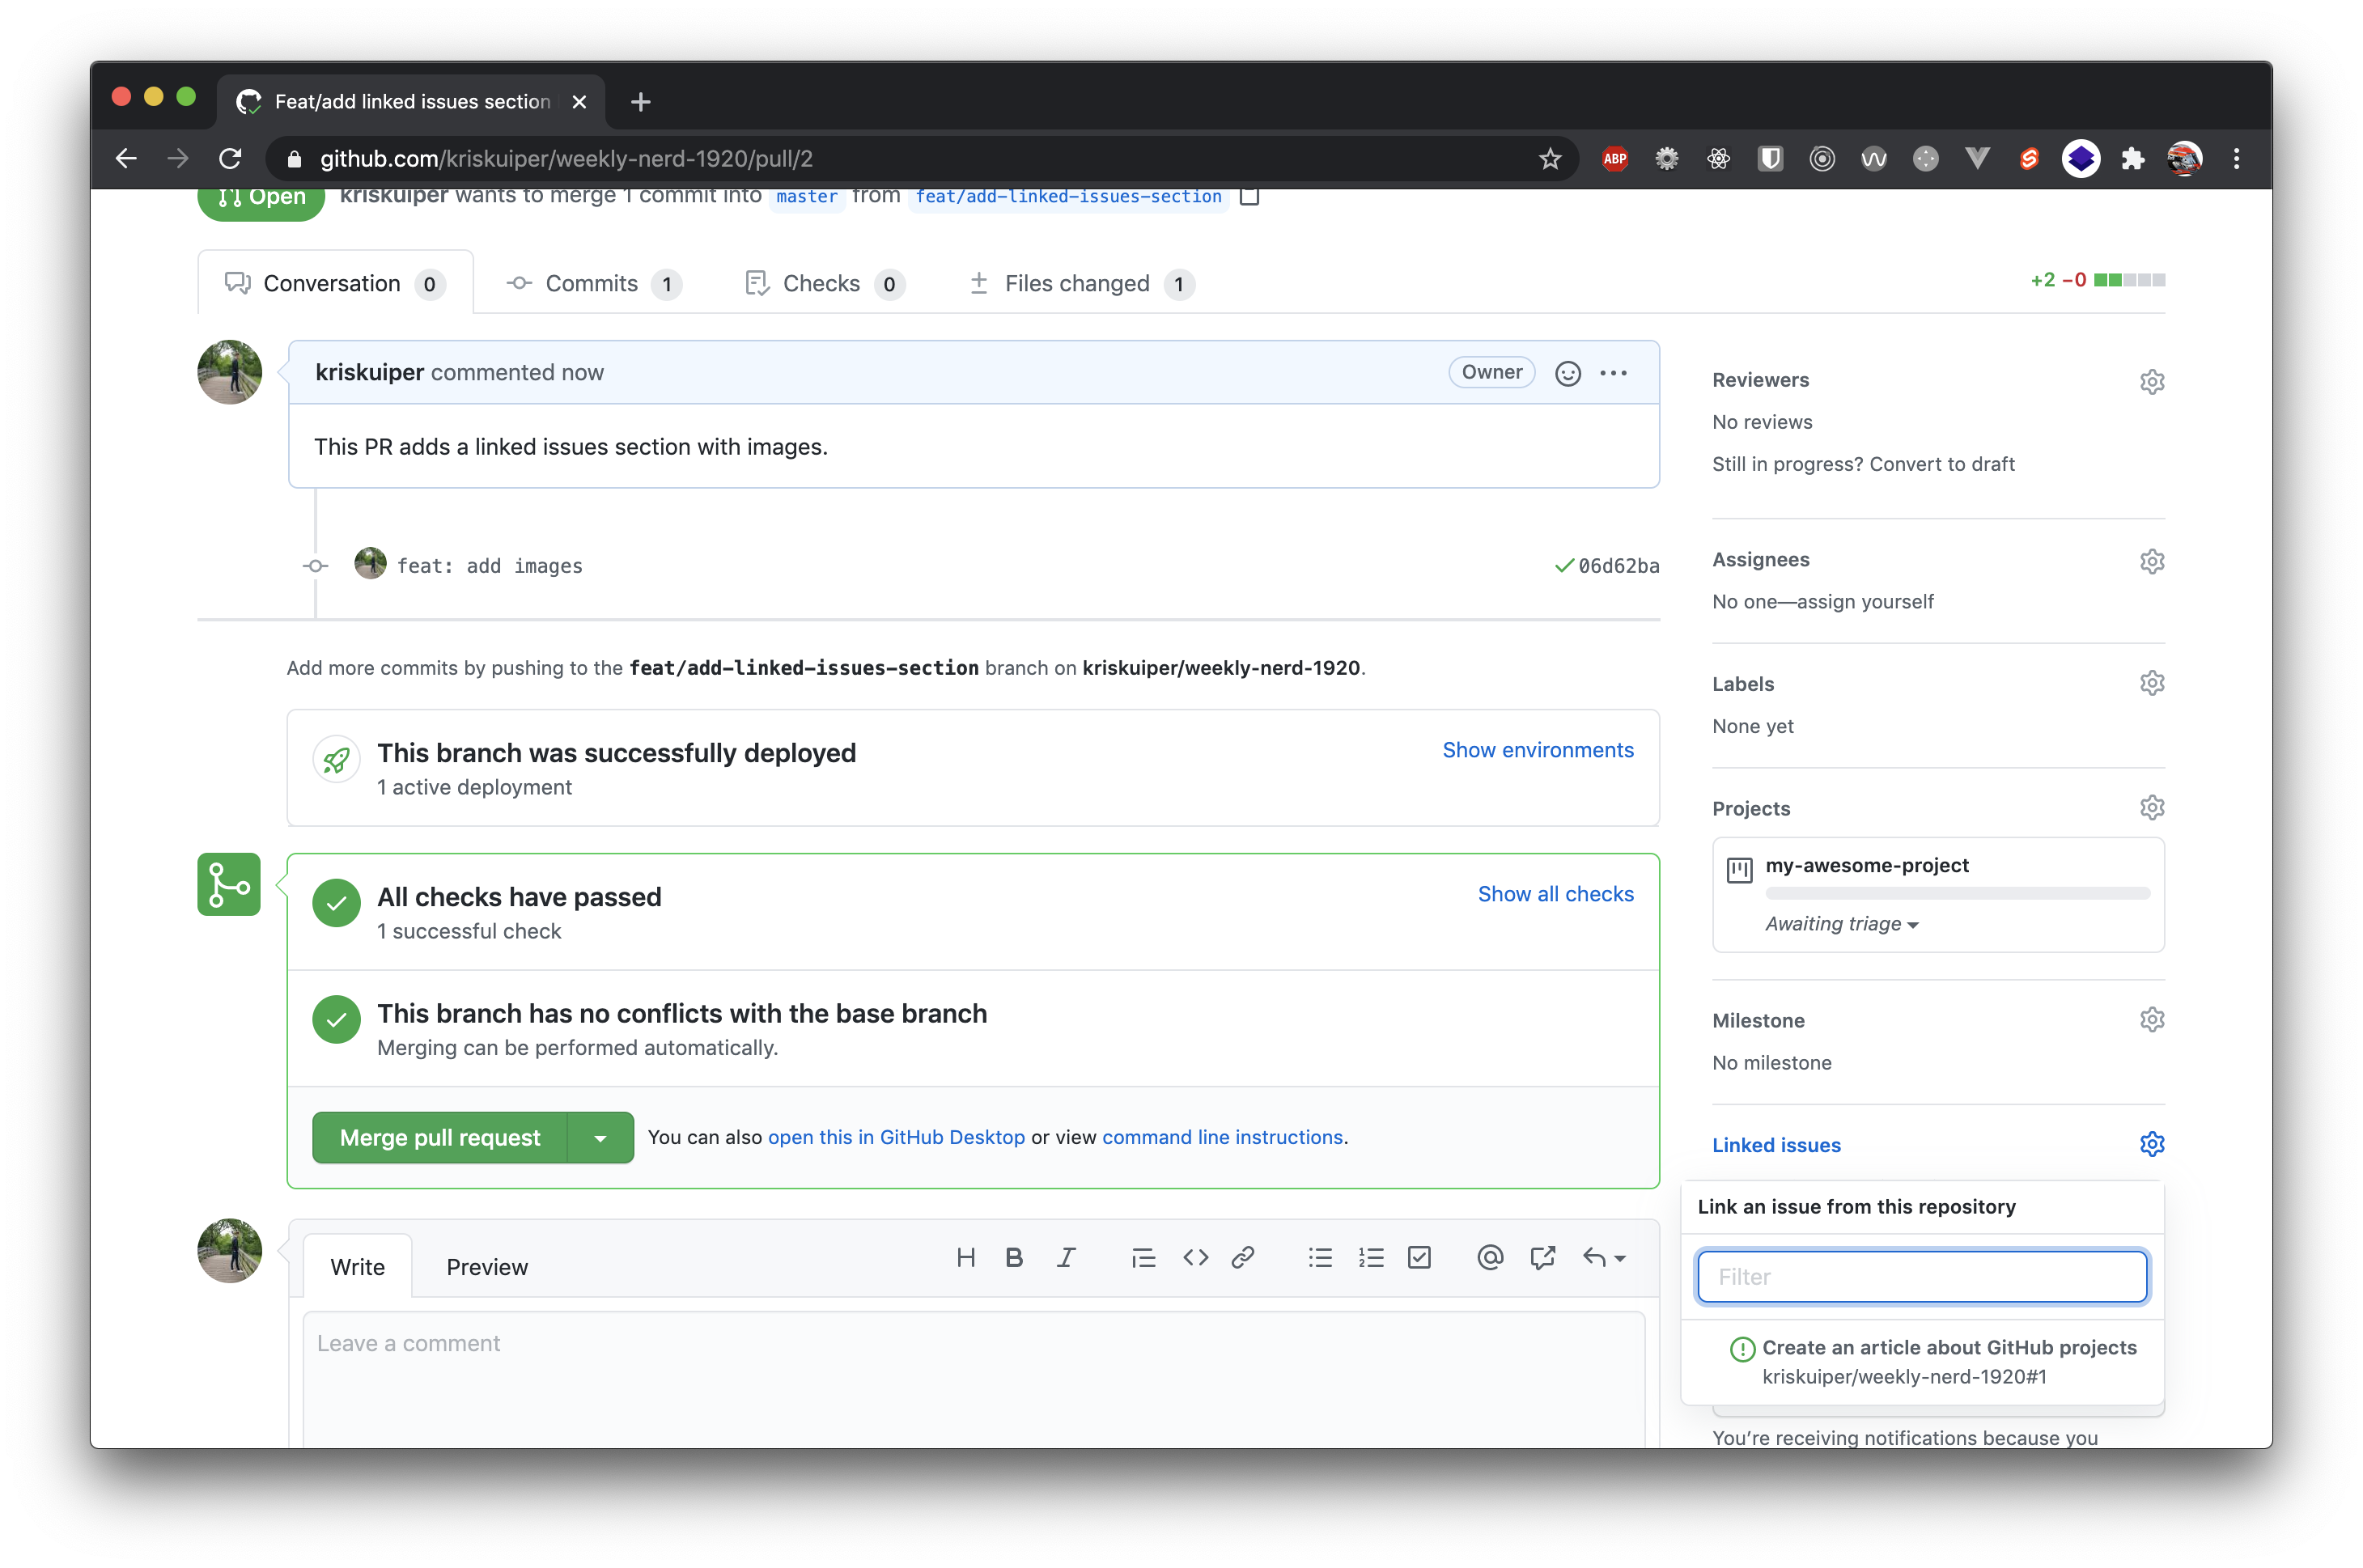 Feat/add linked issues section
github.com/kriskuiper/weekly-nerd-1920/pull/2
ABP
Open kriskuiper wants to merge 1 commit into master from feat/add-linked-issues-section
Conversation 0 Commits 1 Checks 0 Files changed 1 +2 −0
kriskuiper commented now Owner
This PR adds a linked issues section with images.
feat: add images 06d62ba
Add more commits by pushing to the feat/add-linked-issues-section branch on kriskuiper/weekly-nerd-1920.
This branch was successfully deployed Show environments
1 active deployment
All checks have passed Show all checks
1 successful check
This branch has no conflicts with the base branch
Merging can be performed automatically.
Merge pull request You can also open this in GitHub Desktop or view command line instructions.
Write Preview
Leave a comment
Reviewers
No reviews
Still in progress? Convert to draft
Assignees
No one—assign yourself
Labels
None yet
Projects
my-awesome-project
Awaiting triage
Milestone
No milestone
Linked issues
Link an issue from this repository
Filter
Create an article about GitHub projects
kriskuiper/weekly-nerd-1920#1
You’re receiving notifications because you